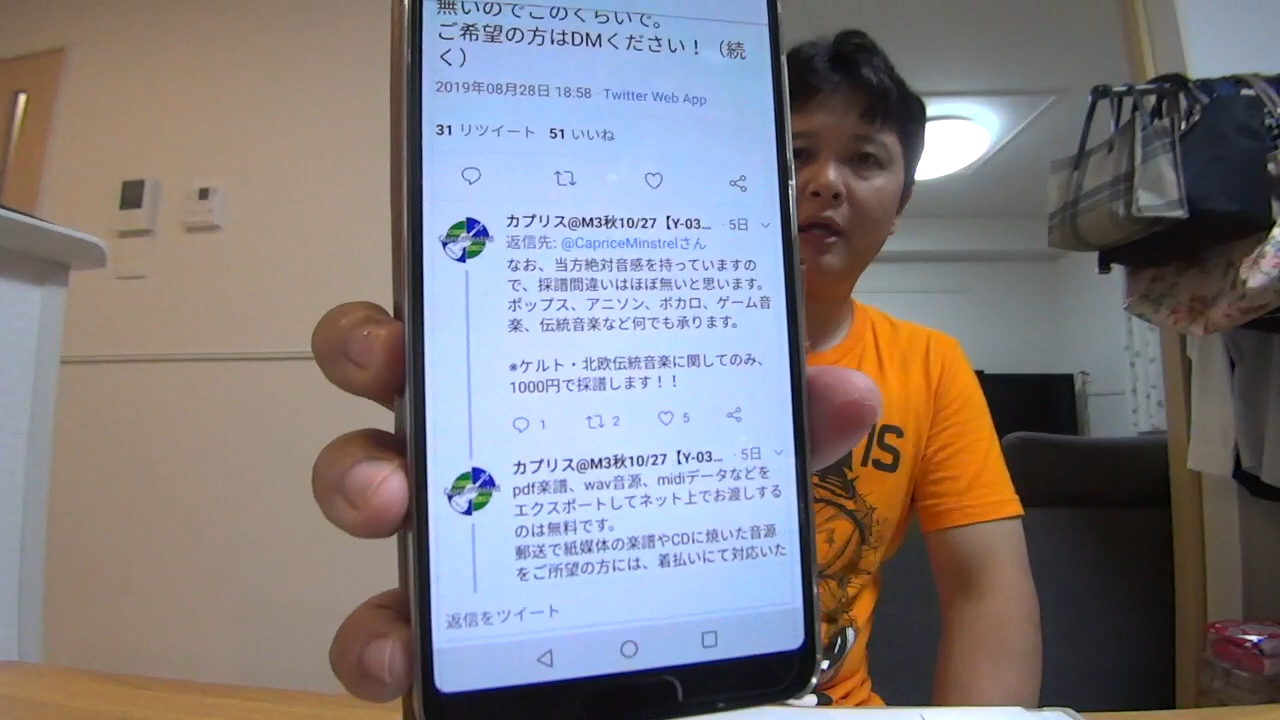 無いのでこのくらいで。
ご希望の方はDMください！（続
く）
2019年08月28日 18:58 · Twitter Web App
31 リツイート 51 いいね
カプリス@M3秋10/27【Y-03... · 5日
返信先: @CapriceMinstrelさん
なお、当方絶対音感を持っていますの
で、採譜間違いはほぼ無いと思います。
ポップス、アニソン、ボカロ、ゲーム音
楽、伝統音楽など何でも承ります。
※ケルト・北欧伝統音楽に関してのみ、
1000円で採譜します！！
1 2 5
カプリス@M3秋10/27【Y-03... · 5日
pdf楽譜、wav音源、midiデータなどを
エクスポートしてネット上でお渡しする
のは無料です。
郵送で紙媒体の楽譜やCDに焼いた音源
をご所望の方には、着払いにて対応いた
返信をツイート
IS